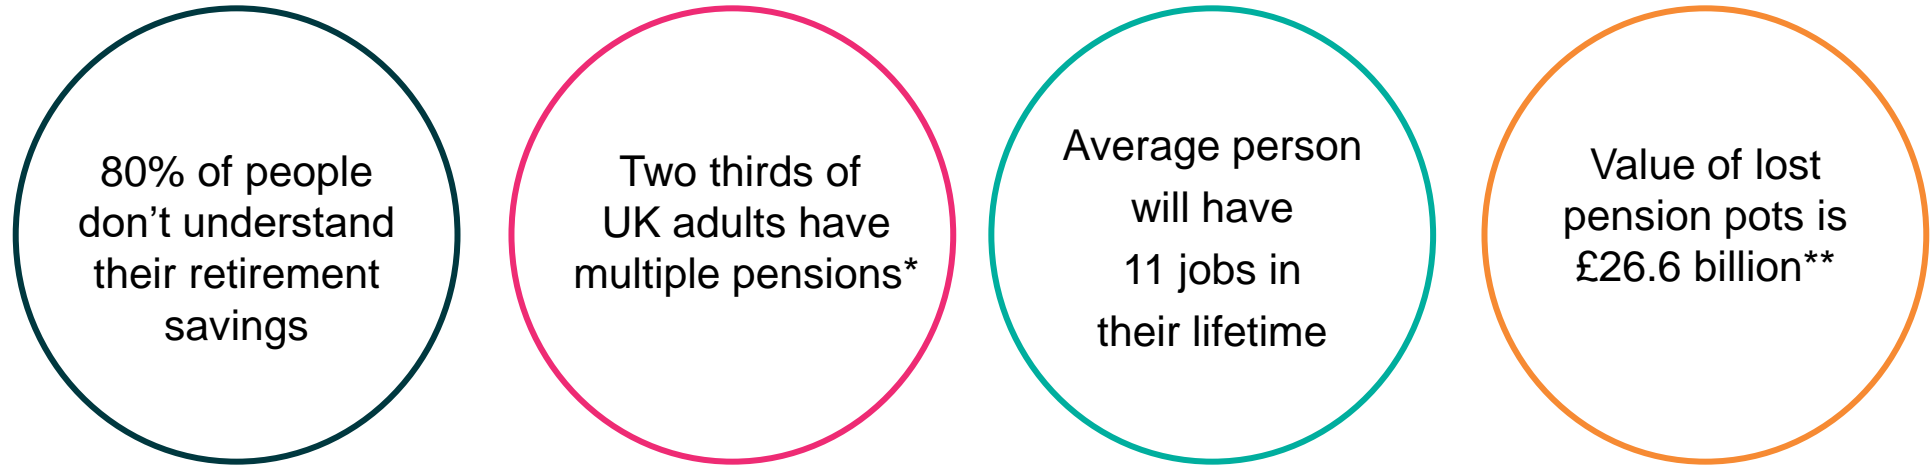 80% of people
don’t understand
their retirement
savings
Two thirds of
UK adults have
multiple pensions*
Average person
will have
11 jobs in
their lifetime
Value of lost
pension pots is
£26.6 billion**